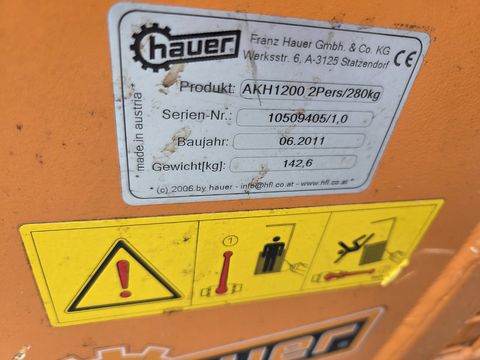 hauer
Franz Hauer Gmbh. & Co. KG
Werksstr. 6, A-3125 Statzendorf
CE
Produkt: AKH1200 2Pers/280kg
Serien-Nr.: 10509405/1,0
Baujahr: 06.2011
Gewicht[kg]: 142,6
* made in austria *
* (c) 2006 by hauer - info@hfl.co.at - www.hfl.co.at *
!
1
hauer